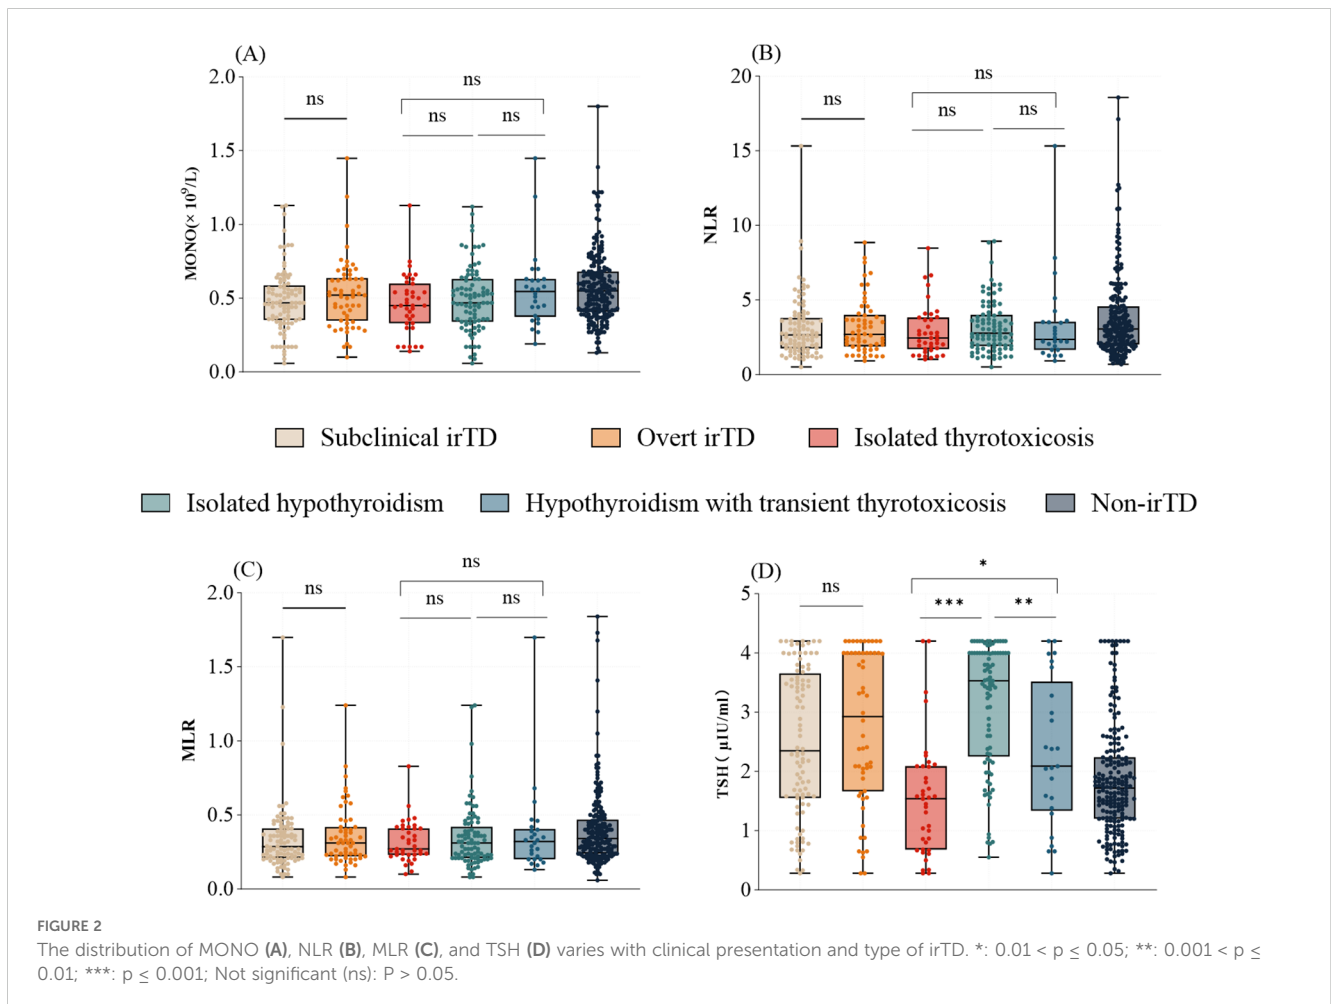 (A)
(B)
2.0
1.5
1.0
0.5
0.0
MONO(× 10⁹/L)
ns
ns
ns
ns
20
15
10
5
0
NLR
ns
ns
ns
ns
Subclinical irTD
Overt irTD
Isolated thyrotoxicosis
Isolated hypothyroidism
Hypothyroidism with transient thyrotoxicosis
Non-irTD
(C)
(D)
2.0
1.5
1.0
0.5
0.0
MLR
ns
ns
ns
ns
5
4
3
2
1
0
TSH( μIU/ml)
ns
*
***
**
FIGURE 2
The distribution of MONO (A), NLR (B), MLR (C), and TSH (D) varies with clinical presentation and type of irTD. *: 0.01 < p ≤ 0.05; **: 0.001 < p ≤
0.01; ***: p ≤ 0.001; Not significant (ns): P > 0.05.